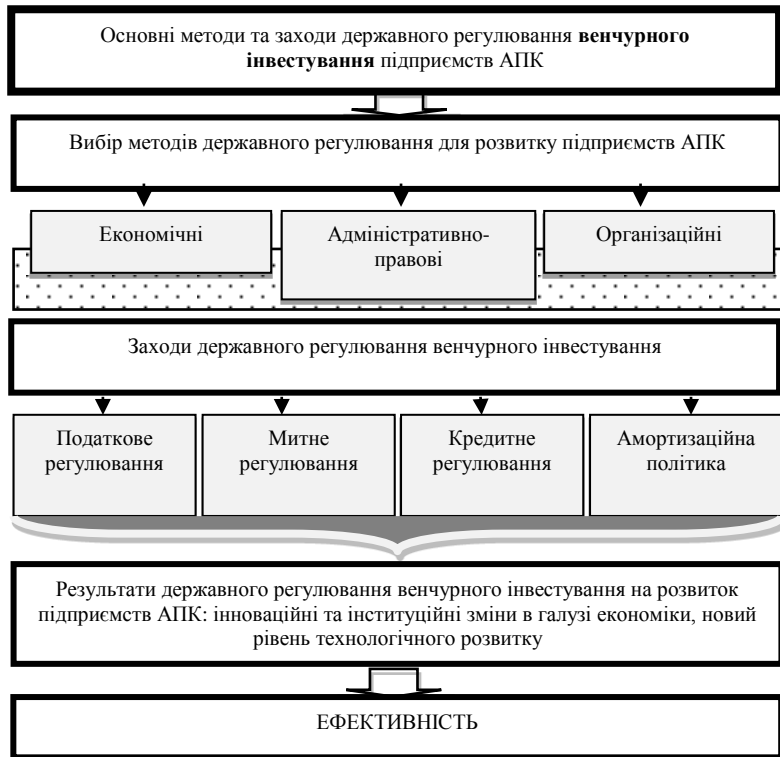 Основні методи та заходи державного регулювання венчурного
інвестування підприємств АПК
Вибір методів державного регулювання для розвитку підприємств АПК
Економічні
Адміністративно-
правові
Організаційні
Заходи державного регулювання венчурного інвестування
Податкове
регулювання
Митне
регулювання
Кредитне
регулювання
Амортизаційна
політика
Результати державного регулювання венчурного інвестування на розвиток
підприємств АПК: інноваційні та інституційні зміни в галузі економіки, новий
рівень технологічного розвитку
ЕФЕКТИВНІСТЬ